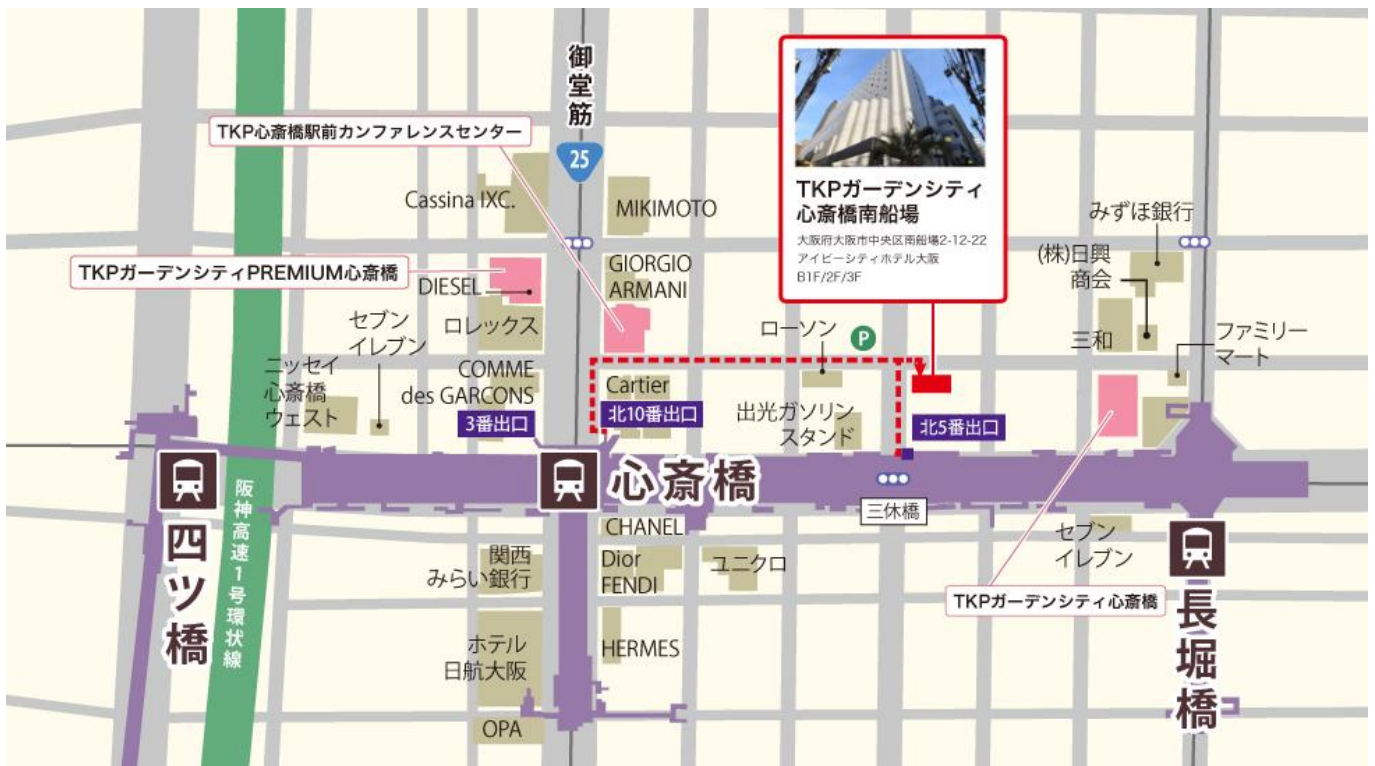 御堂筋
25
TKP心斎橋駅前カンファレンスセンター
Cassina IXC.
MIKIMOTO
TKPガーデンシティ
心斎橋南船場
大阪府大阪市中央区南船場2-12-22
アイビーシティホテル大阪
B1F/2F/3F
みずほ銀行
(株)日興
商会
TKPガーデンシティPREMIUM心斎橋
DIESEL
GIORGIO
ARMANI
セブン
イレブン
ロレックス
ローソン
P
三和
ファミリー
マート
ニッセイ
心斎橋
ウェスト
COMME
des GARCONS
Cartier
3番出口
北10番出口
出光ガソリン
スタンド
北5番出口
四ツ橋
阪神高速1号環状線
心斎橋
三休橋
CHANEL
関西
みらい銀行
Dior
FENDI
ユニクロ
セブン
イレブン
TKPガーデンシティ心斎橋
長堀橋
ホテル
日航大阪
HERMES
OPA